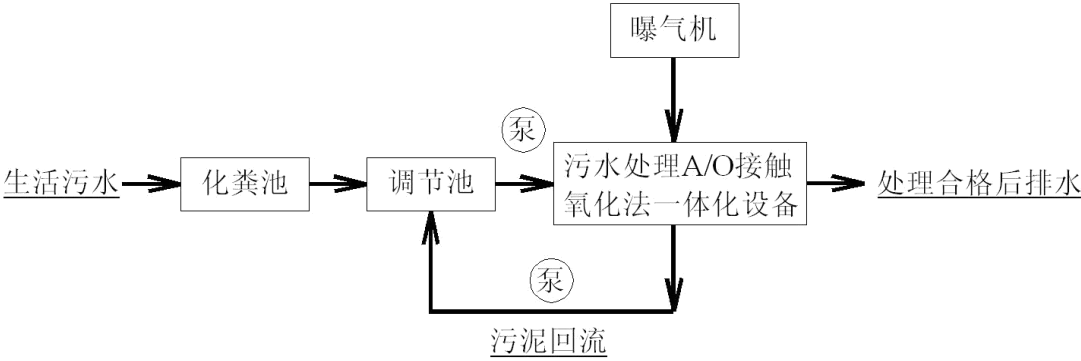 曝气机
泵
生活污水
化粪池
调节池
污水处理A/O接触
氧化法一体化设备
处理合格后排水
泵
污泥回流